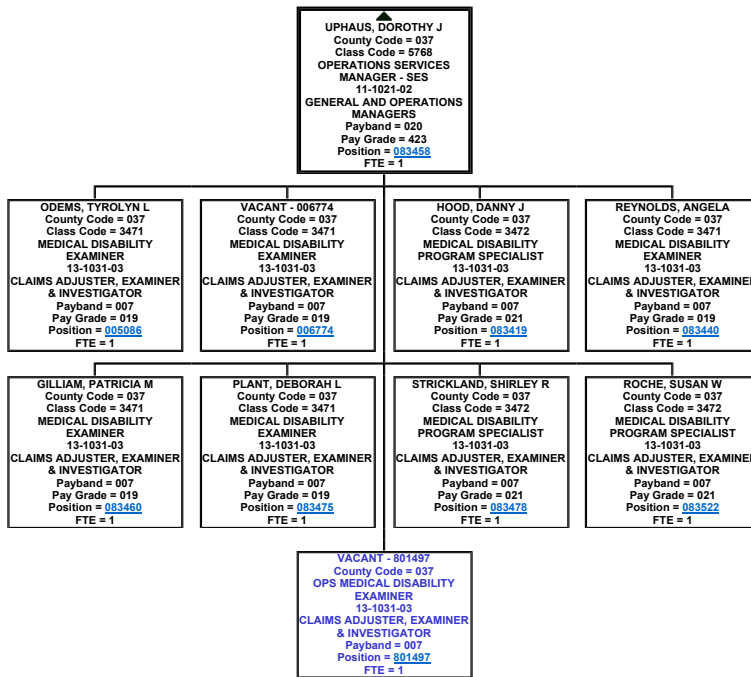 UPHAUS, DOROTHY J
County Code = 037
Class Code = 5768
OPERATIONS SERVICES
MANAGER - SES
11-1021-02
GENERAL AND OPERATIONS
MANAGERS
Payband = 020
Pay Grade = 423
Position = 083458
FTE = 1
ODEMS, TYROLYN L
County Code = 037
Class Code = 3471
MEDICAL DISABILITY
EXAMINER
13-1031-03
CLAIMS ADJUSTER, EXAMINER
& INVESTIGATOR
Payband = 007
Pay Grade = 019
Position = 005086
FTE = 1
VACANT - 006774
County Code = 037
Class Code = 3471
MEDICAL DISABILITY
EXAMINER
13-1031-03
CLAIMS ADJUSTER, EXAMINER
& INVESTIGATOR
Payband = 007
Pay Grade = 019
Position = 006774
FTE = 1
HOOD, DANNY J
County Code = 037
Class Code = 3472
MEDICAL DISABILITY
PROGRAM SPECIALIST
13-1031-03
CLAIMS ADJUSTER, EXAMINER
& INVESTIGATOR
Payband = 007
Pay Grade = 021
Position = 083419
FTE = 1
REYNOLDS, ANGELA
County Code = 037
Class Code = 3471
MEDICAL DISABILITY
EXAMINER
13-1031-03
CLAIMS ADJUSTER, EXAMINER
& INVESTIGATOR
Payband = 007
Pay Grade = 019
Position = 083440
FTE = 1
GILLIAM, PATRICIA M
County Code = 037
Class Code = 3471
MEDICAL DISABILITY
EXAMINER
13-1031-03
CLAIMS ADJUSTER, EXAMINER
& INVESTIGATOR
Payband = 007
Pay Grade = 019
Position = 083460
FTE = 1
PLANT, DEBORAH L
County Code = 037
Class Code = 3471
MEDICAL DISABILITY
EXAMINER
13-1031-03
CLAIMS ADJUSTER, EXAMINER
& INVESTIGATOR
Payband = 007
Pay Grade = 019
Position = 083475
FTE = 1
STRICKLAND, SHIRLEY R
County Code = 037
Class Code = 3472
MEDICAL DISABILITY
PROGRAM SPECIALIST
13-1031-03
CLAIMS ADJUSTER, EXAMINER
& INVESTIGATOR
Payband = 007
Pay Grade = 021
Position = 083478
FTE = 1
ROCHE, SUSAN W
County Code = 037
Class Code = 3472
MEDICAL DISABILITY
PROGRAM SPECIALIST
13-1031-03
CLAIMS ADJUSTER, EXAMINER
& INVESTIGATOR
Payband = 007
Pay Grade = 021
Position = 083522
FTE = 1
VACANT - 801497
County Code = 037
OPS MEDICAL DISABILITY
EXAMINER
13-1031-03
CLAIMS ADJUSTER, EXAMINER
& INVESTIGATOR
Payband = 007
Position = 801497
FTE = 1